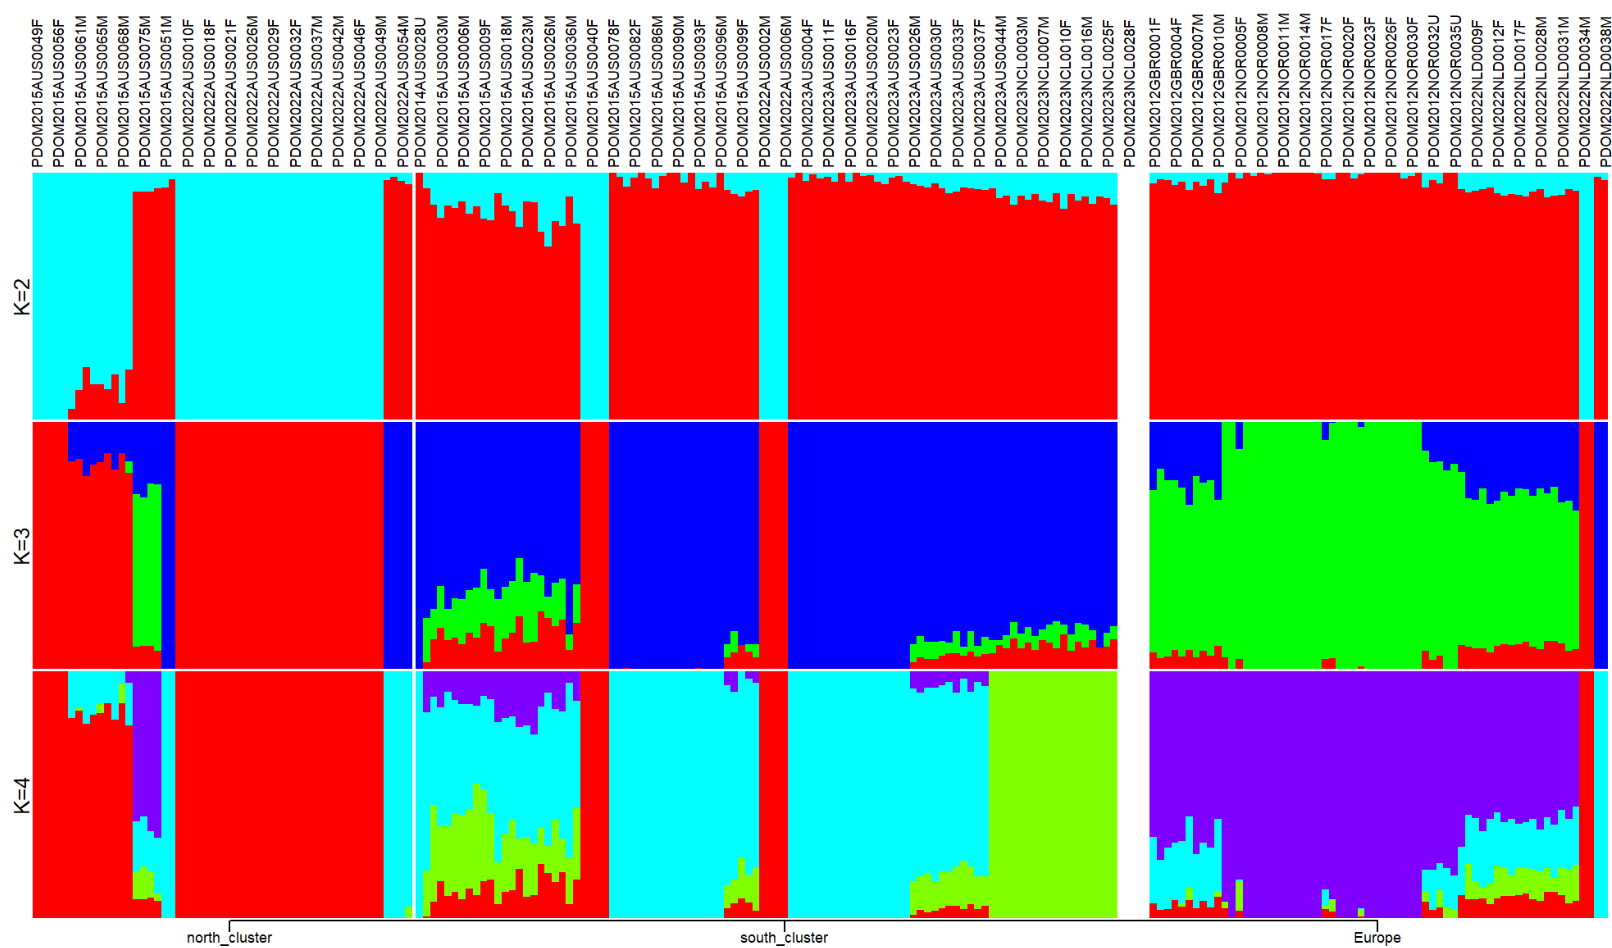 PDOM2015AUS0049F
PDOM2015AUS0056F
PDOM2015AUS0061M
PDOM2015AUS0065M
PDOM2015AUS0068M
PDOM2015AUS0075M
PDOM2015AUS0051M
PDOM2022AUS0010F
PDOM2022AUS0018F
PDOM2022AUS0021F
PDOM2022AUS0026M
PDOM2022AUS0029F
PDOM2022AUS0032F
PDOM2022AUS0037M
PDOM2022AUS0042M
PDOM2022AUS0046F
PDOM2022AUS0049M
PDOM2022AUS0054M
PDOM2014AUS0028U
PDOM2015AUS0003M
PDOM2015AUS0006M
PDOM2015AUS0009F
PDOM2015AUS0018M
PDOM2015AUS0023M
PDOM2015AUS0026M
PDOM2015AUS0036M
PDOM2015AUS0040F
PDOM2015AUS0078F
PDOM2015AUS0082F
PDOM2015AUS0086M
PDOM2015AUS0090M
PDOM2015AUS0093F
PDOM2015AUS0096M
PDOM2015AUS0099F
PDOM2022AUS0002M
PDOM2022AUS0006M
PDOM2023AUS0004F
PDOM2023AUS0011F
PDOM2023AUS0016F
PDOM2023AUS0020M
PDOM2023AUS0023F
PDOM2023AUS0026M
PDOM2023AUS0030F
PDOM2023AUS0033F
PDOM2023AUS0037F
PDOM2023AUS0044M
PDOM2023NCL0003M
PDOM2023NCL0007M
PDOM2023NCL0010F
PDOM2023NCL0016M
PDOM2023NCL0025F
PDOM2023NCL0028F
PDOM2012GBR0001F
PDOM2012GBR0004F
PDOM2012GBR0007M
PDOM2012GBR0010M
PDOM2012NOR0005F
PDOM2012NOR0008M
PDOM2012NOR0011M
PDOM2012NOR0014M
PDOM2012NOR0017F
PDOM2012NOR0020F
PDOM2012NOR0023F
PDOM2012NOR0026F
PDOM2012NOR0030F
PDOM2012NOR0032U
PDOM2012NOR0035U
PDOM2022NLD0009F
PDOM2022NLD0012F
PDOM2022NLD0017F
PDOM2022NLD0028M
PDOM2022NLD0031M
PDOM2022NLD0034M
PDOM2022NLD0038M
K=2
K=3
K=4
north_cluster
south_cluster
Europe